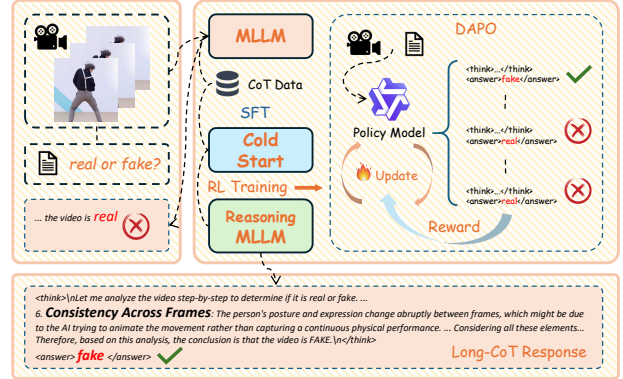 real or fake?
... the video is real
MLLM
CoT Data
SFT
Cold
Start
RL Training
Reasoning
MLLM
DAPO
Policy Model
Update
<think>...</think>
<answer>fake</answer>
<think>...</think>
<answer>real</answer>
<think>...</think>
<answer>real</answer>
Reward
<think>\nLet me analyze the video step-by-step to determine if it is real or fake. ...
6. Consistency Across Frames: The person's posture and expression change abruptly between frames, which might be due
to the AI trying to animate the movement rather than capturing a continuous physical performance. ... Considering all these elements...
Therefore, based on this analysis, the conclusion is that the video is FAKE.\n</think>
<answer> fake </answer>
Long-CoT Response